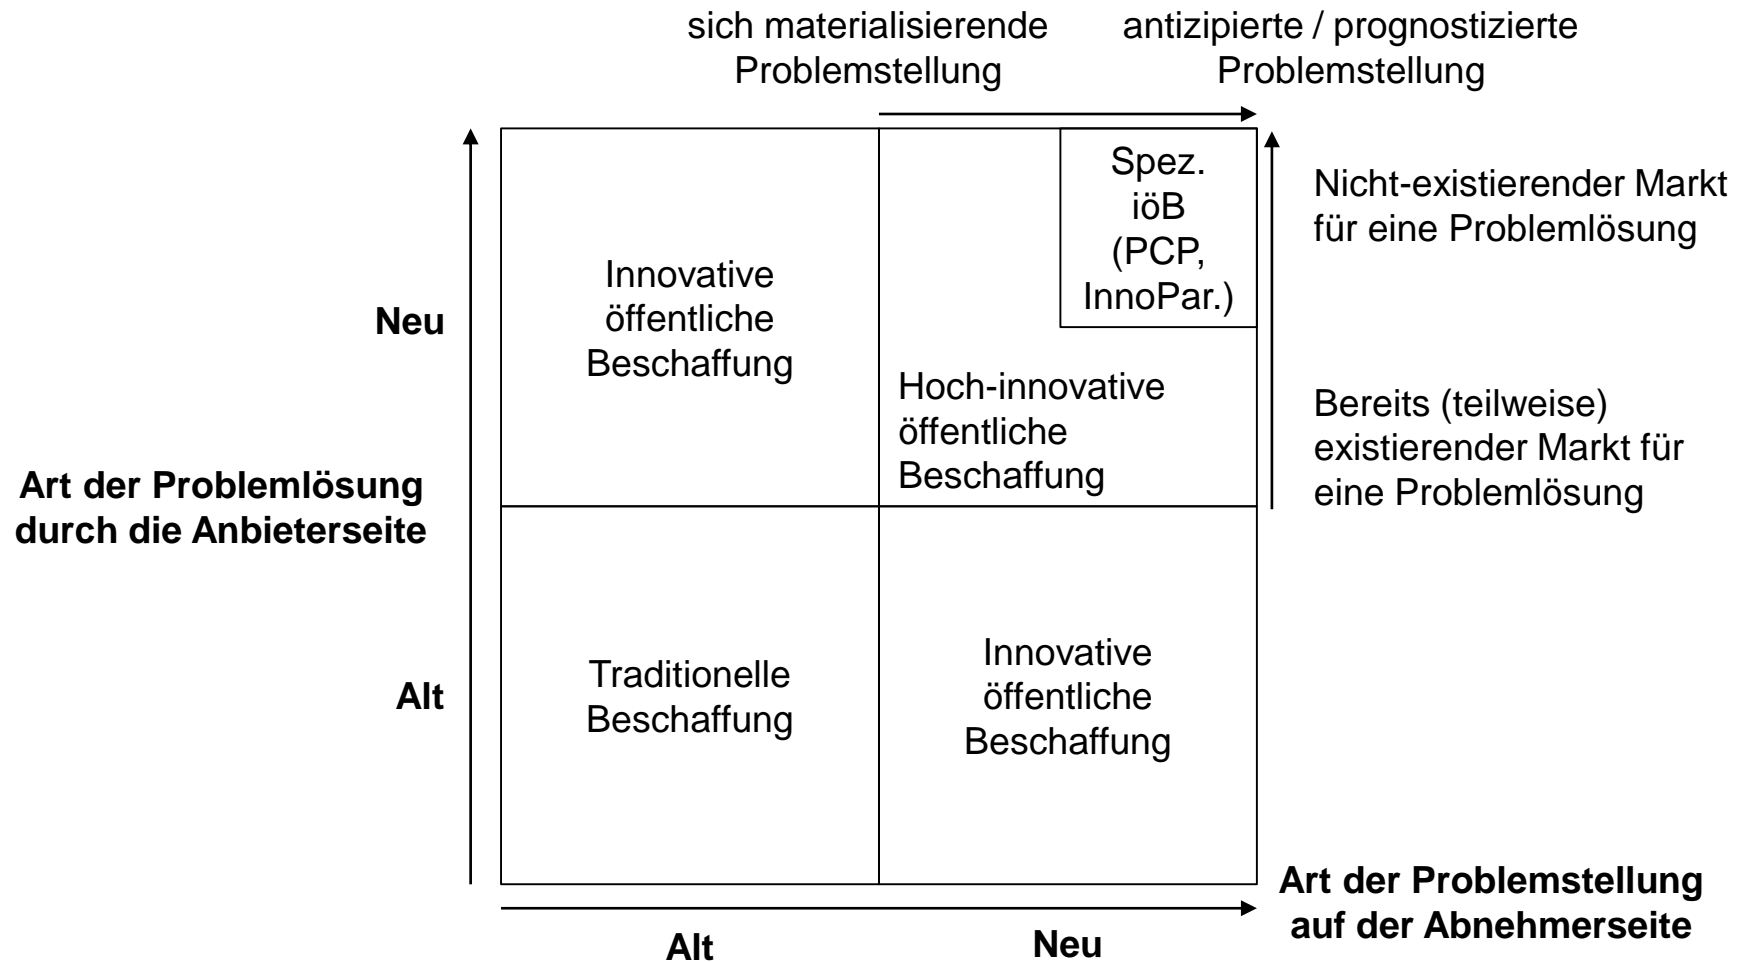 sich materialisierende
Problemstellung
antizipierte / prognostizierte
Problemstellung
Spez.
iöB
(PCP,
InnoPar.)
Nicht-existierender Markt
für eine Problemlösung
Innovative
öffentliche
Beschaffung
Neu
Hoch-innovative
öffentliche
Beschaffung
Bereits (teilweise)
existierender Markt für
eine Problemlösung
Art der Problemlösung
durch die Anbieterseite
Alt
Traditionelle
Beschaffung
Innovative
öffentliche
Beschaffung
Art der Problemstellung
auf der Abnehmerseite
Alt
Neu